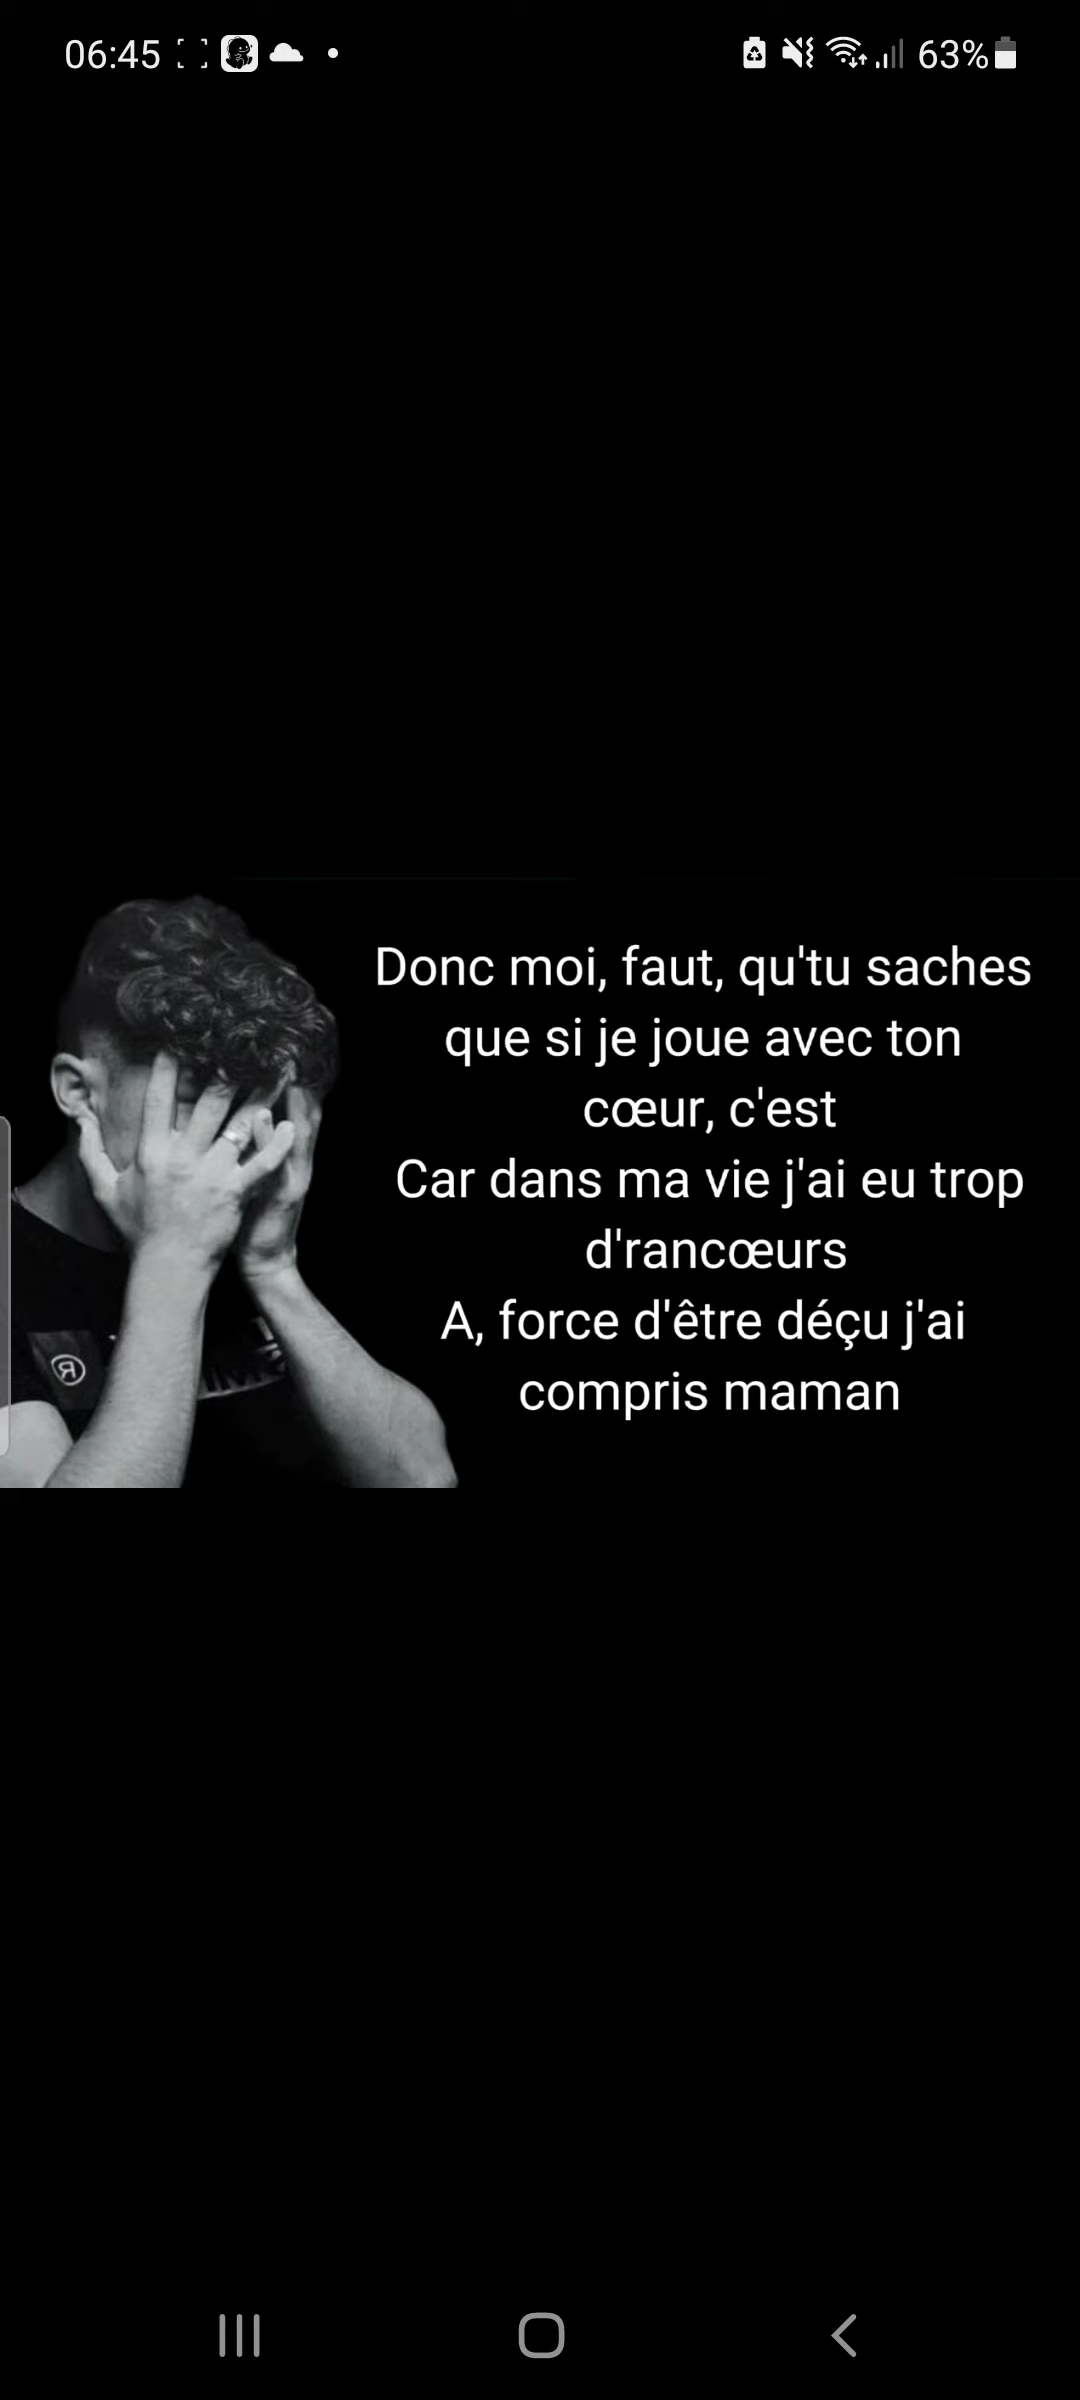 06:45
63%
Donc moi, faut, qu'tu saches
que si je joue avec ton
cœur, c'est
Car dans ma vie j'ai eu trop
d'rancœurs
A, force d'être déçu j'ai
compris maman